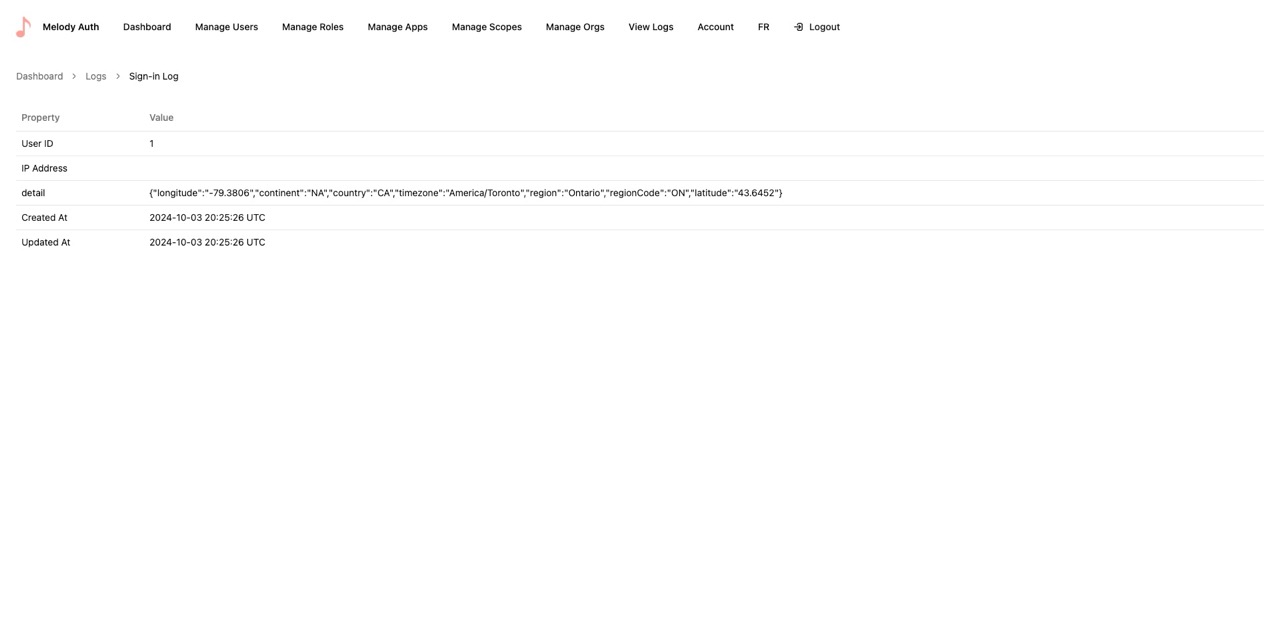 Melody Auth Dashboard Manage Users Manage Roles Manage Apps Manage Scopes Manage Orgs View Logs Account FR Logout
Dashboard > Logs > Sign-in Log
Property Value
User ID 1
IP Address
detail {"longitude":"-79.3806","continent":"NA","country":"CA","timezone":"America/Toronto","region":"Ontario","regionCode":"ON","latitude":"43.6452"}
Created At 2024-10-03 20:25:26 UTC
Updated At 2024-10-03 20:25:26 UTC